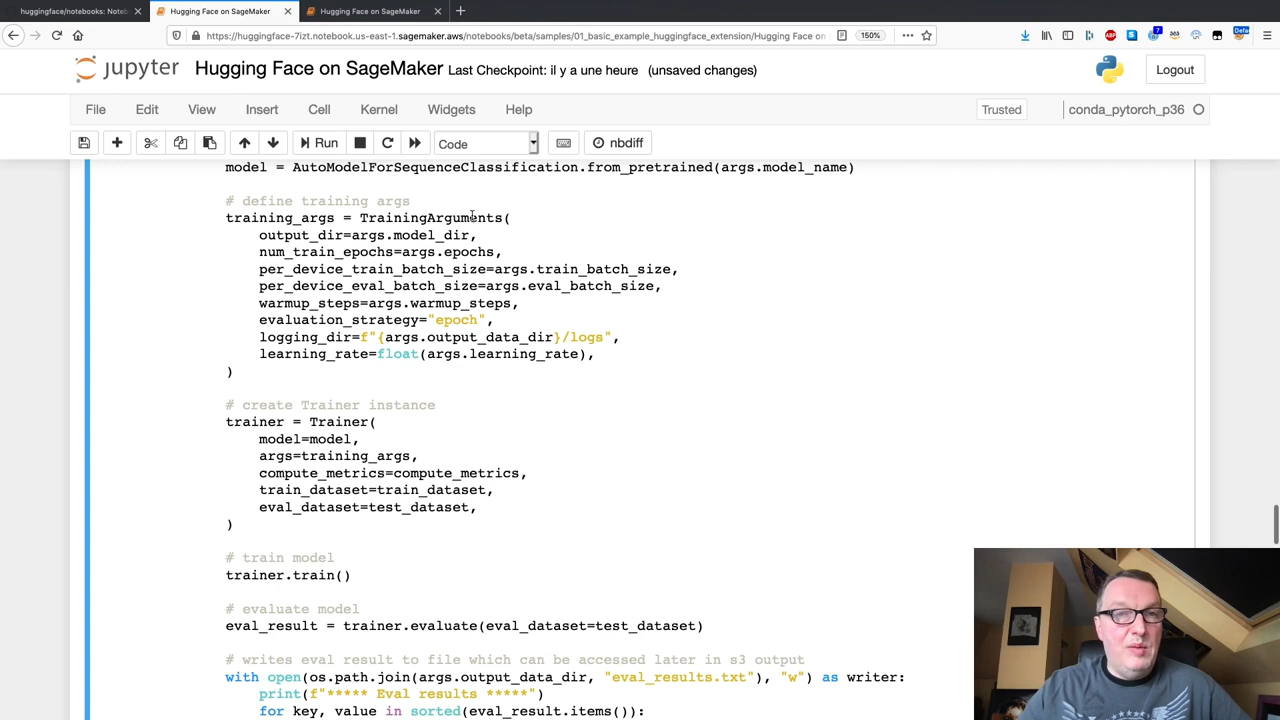 huggingface/notebooks: Noteb
Hugging Face on SageMaker
Hugging Face on SageMaker
https://huggingface-7izt.notebook.us-east-1.sagemaker.aws/notebooks/beta/samples/01_basic_example_huggingface_extension/Hugging Face on
150%
jupyter
Hugging Face on SageMaker Last Checkpoint: il y a une heure (unsaved changes)
Logout
File Edit View Insert Cell Kernel Widgets Help
Trusted
conda_pytorch_p36
Run
Code
nbdiff
model = AutoModelForSequenceClassification.from_pretrained(args.model_name)
# define training args
training_args = TrainingArguments(
output_dir=args.model_dir,
num_train_epochs=args.epochs,
per_device_train_batch_size=args.train_batch_size,
per_device_eval_batch_size=args.eval_batch_size,
warmup_steps=args.warmup_steps,
evaluation_strategy="epoch",
logging_dir=f"{args.output_data_dir}/logs",
learning_rate=float(args.learning_rate),
)
# create Trainer instance
trainer = Trainer(
model=model,
args=training_args,
compute_metrics=compute_metrics,
train_dataset=train_dataset,
eval_dataset=test_dataset,
)
# train model
trainer.train()
# evaluate model
eval_result = trainer.evaluate(eval_dataset=test_dataset)
# writes eval result to file which can be accessed later in s3 output
with open(os.path.join(args.output_data_dir, "eval_results.txt"), "w") as writer:
print(f"***** Eval results *****")
for key, value in sorted(eval_result.items()):